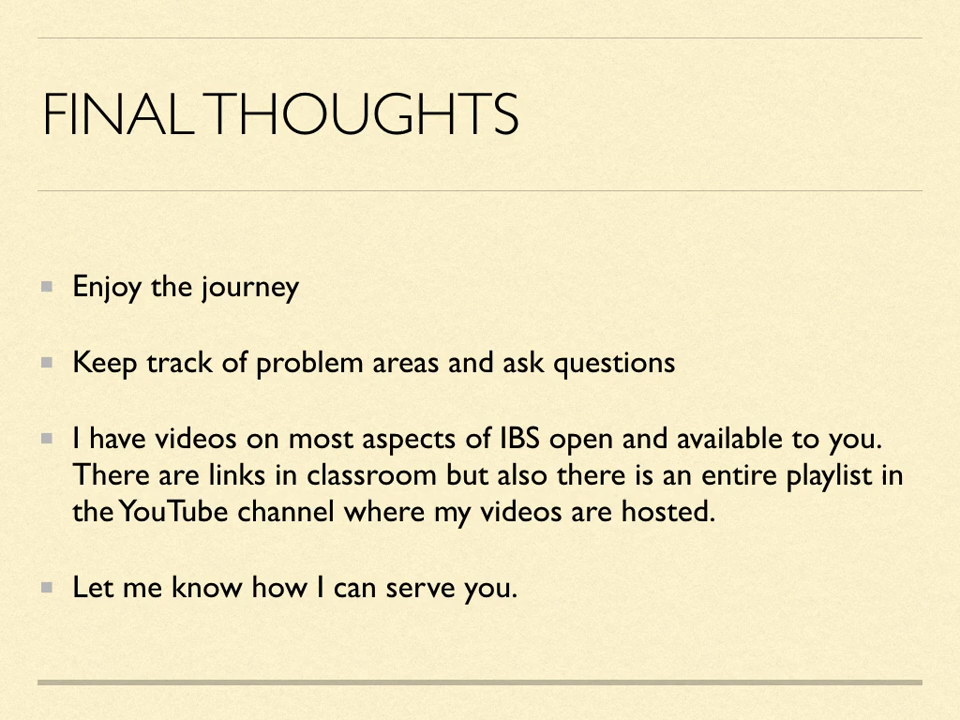 FINAL THOUGHTS
Enjoy the journey
Keep track of problem areas and ask questions
I have videos on most aspects of IBS open and available to you.
There are links in classroom but also there is an entire playlist in
the YouTube channel where my videos are hosted.
Let me know how I can serve you.